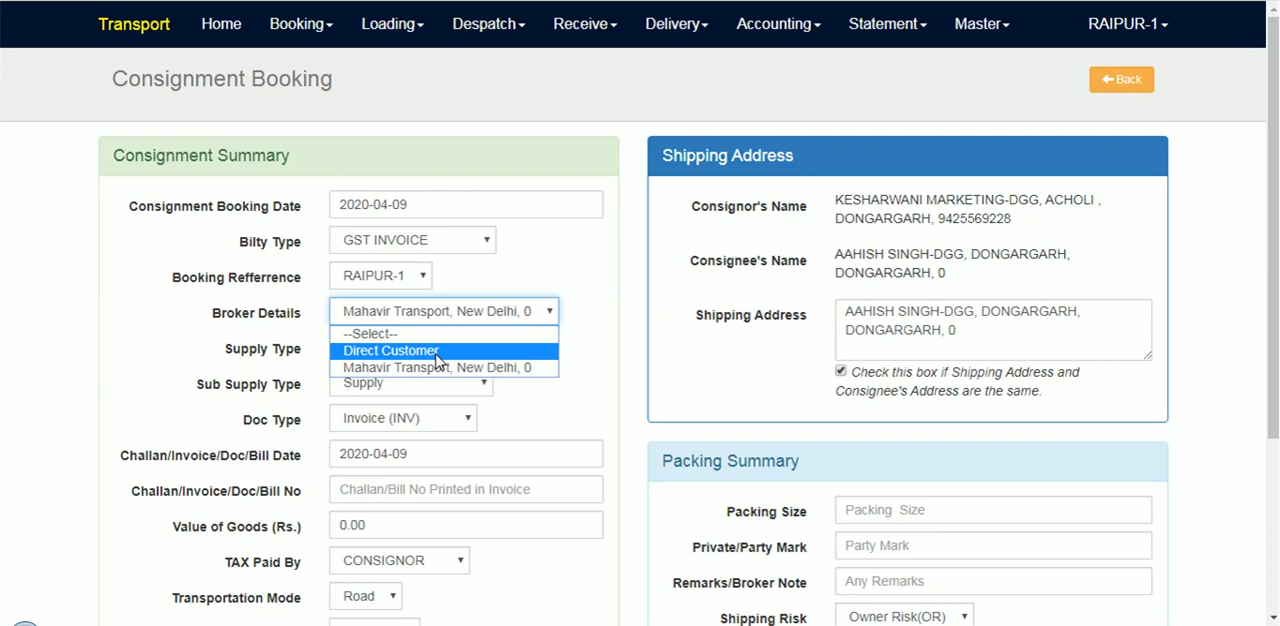 Transport Home Booking Loading Despatch Receive Delivery Accounting Statement Master RAIPUR-1
Consignment Booking
Back
Consignment Summary
Consignment Booking Date 2020-04-09
Bilty Type GST INVOICE
Booking Refferrence RAIPUR-1
Broker Details Mahavir Transport, New Delhi, 0
--Select--
Supply Type Direct Customer
Mahavir Transport, New Delhi, 0
Sub Supply Type Supply
Doc Type Invoice (INV)
Challan/Invoice/Doc/Bill Date 2020-04-09
Challan/Invoice/Doc/Bill No Challan/Bill No Printed in Invoice
Value of Goods (Rs.) 0.00
TAX Paid By CONSIGNOR
Transportation Mode Road
Shipping Address
Consignor's Name KESHARWANI MARKETING-DGG, ACHOLI ,
DONGARGARH, 9425569228
Consignee's Name AAHISH SINGH-DGG, DONGARGARH,
DONGARGARH, 0
Shipping Address AAHISH SINGH-DGG, DONGARGARH,
DONGARGARH, 0
Check this box if Shipping Address and
Consignee's Address are the same.
Packing Summary
Packing Size Packing Size
Private/Party Mark Party Mark
Remarks/Broker Note Any Remarks
Shipping Risk Owner Risk(OR)